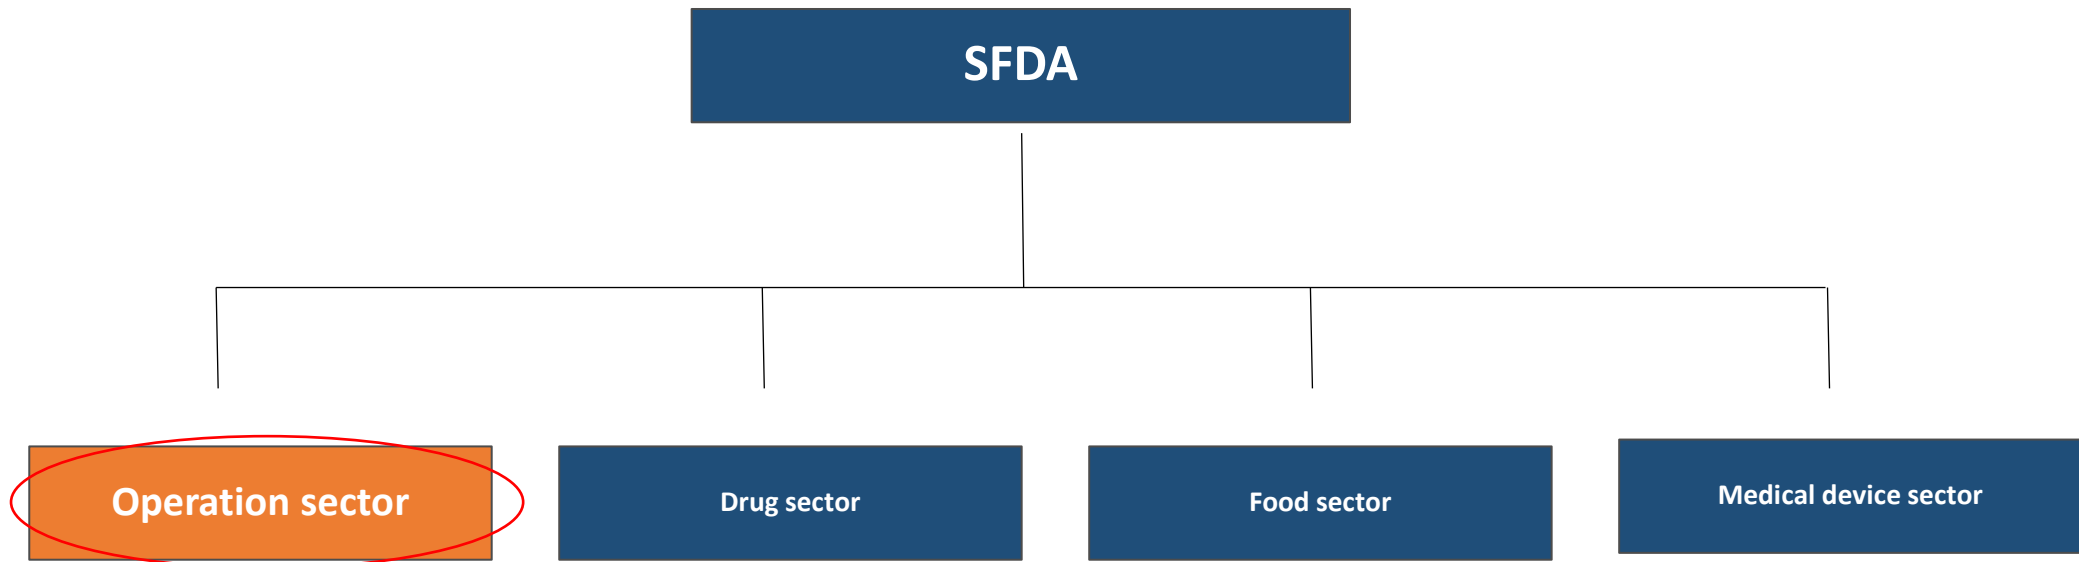 SFDA
Operation sector
Drug sector
Food sector
Medical device sector